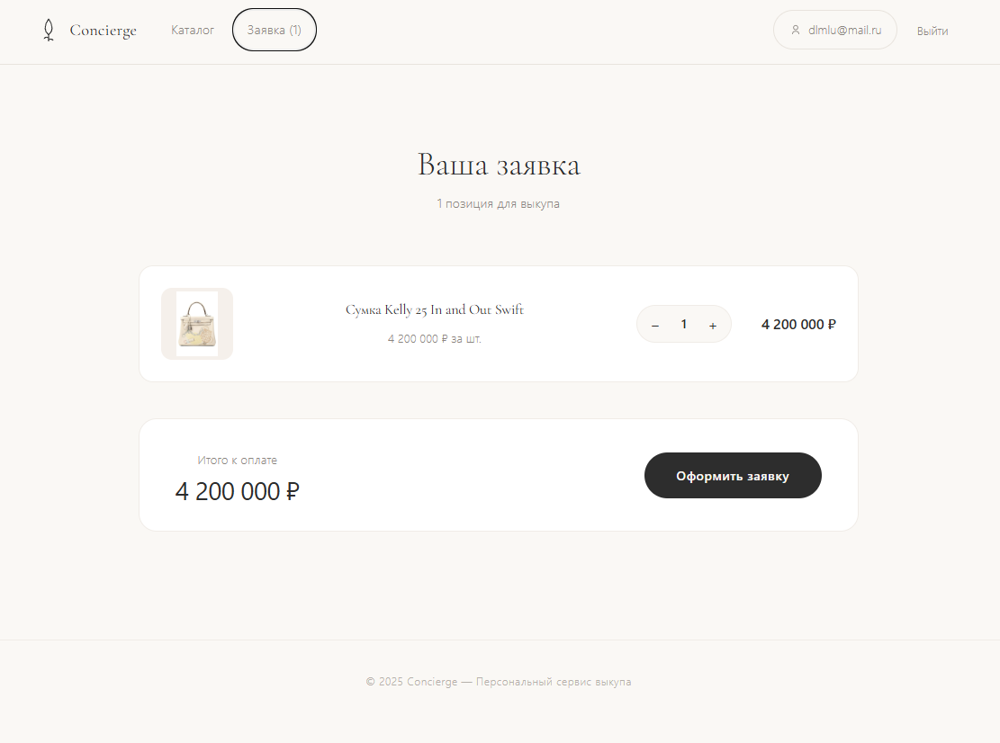 Concierge
Каталог
Заявка (1)
dlmlu@mail.ru
Выйти
Ваша заявка
1 позиция для выкупа
Сумка Kelly 25 In and Out Swift
4 200 000 ₽ за шт.
– 1 +
4 200 000 ₽
Итого к оплате
4 200 000 ₽
Оформить заявку
© 2025 Concierge — Персональный сервис выкупа